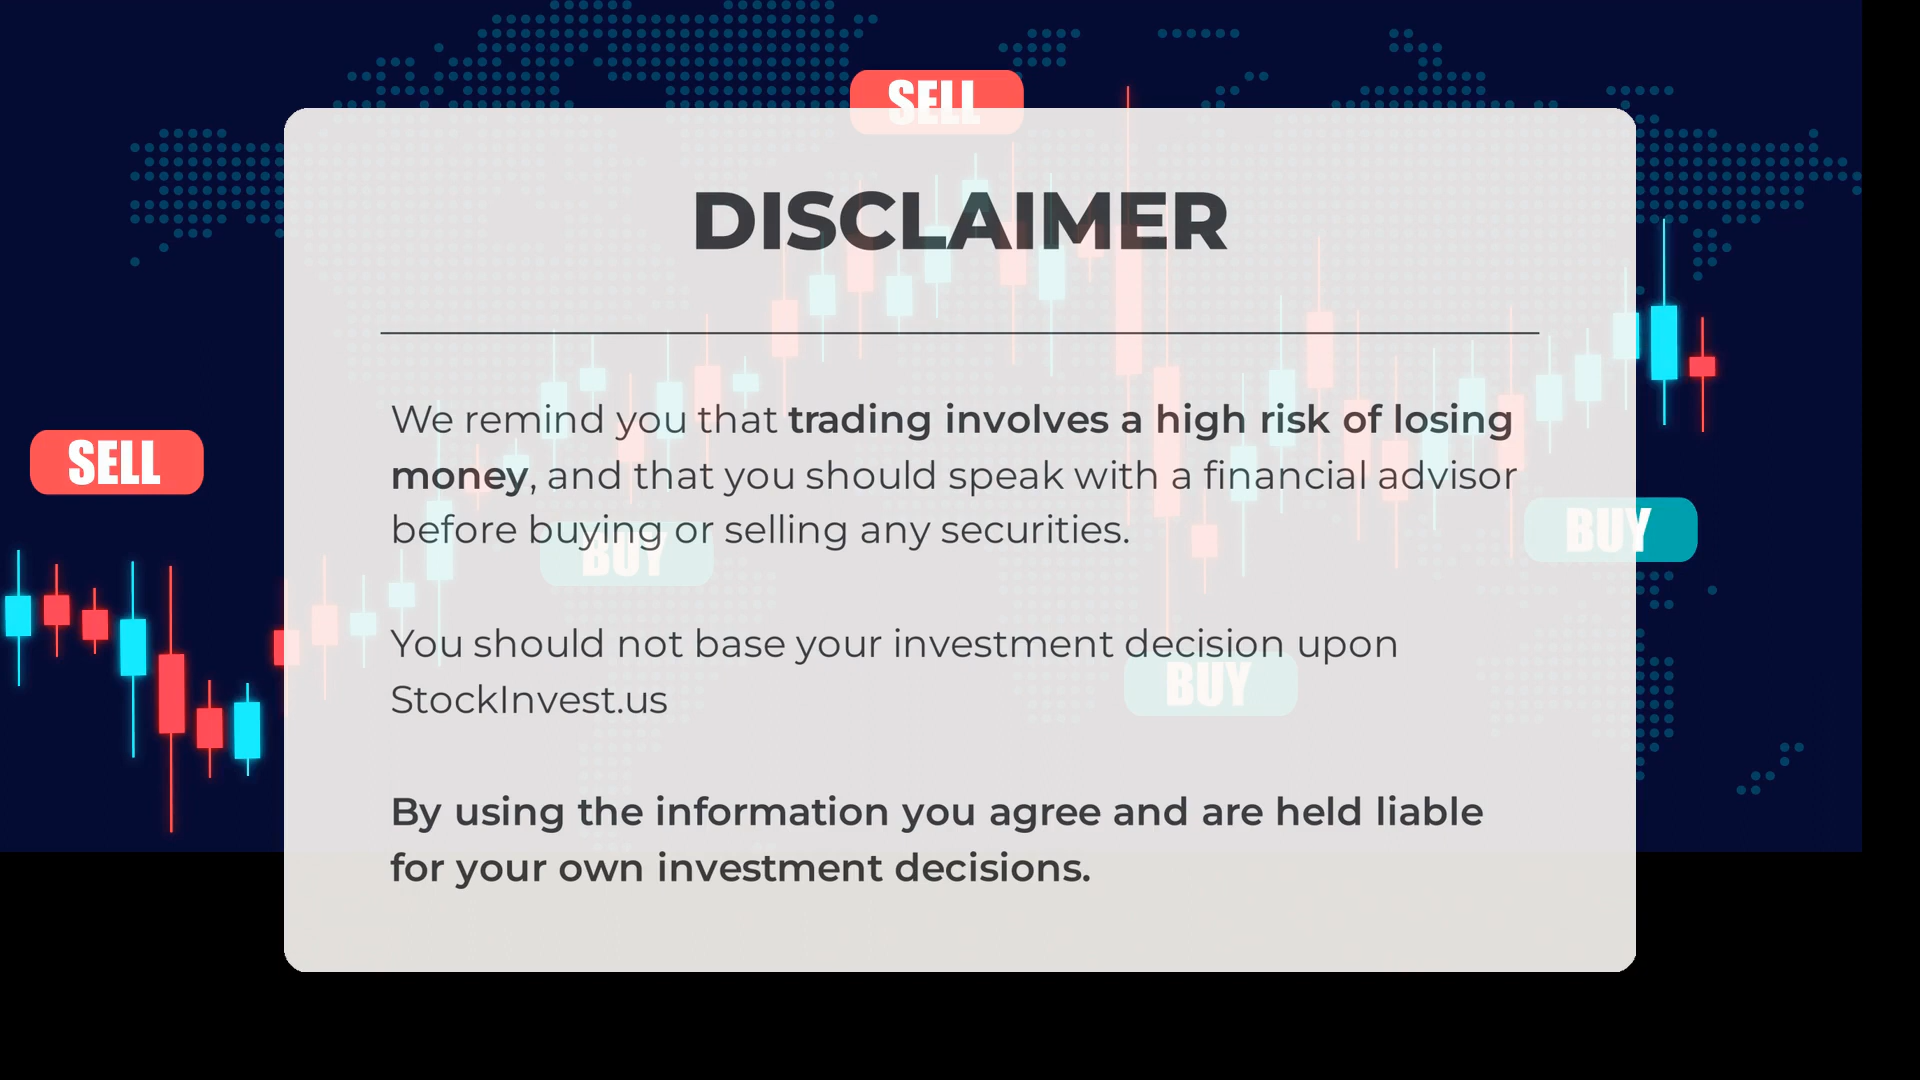 SELL
DISCLAIMER
We remind you that trading involves a high risk of losing
money, and that you should speak with a financial advisor
before buying or selling any securities.
SELL
BUY
BUY
You should not base your investment decision upon
StockInvest.us
BUY
By using the information you agree and are held liable
for your own investment decisions.